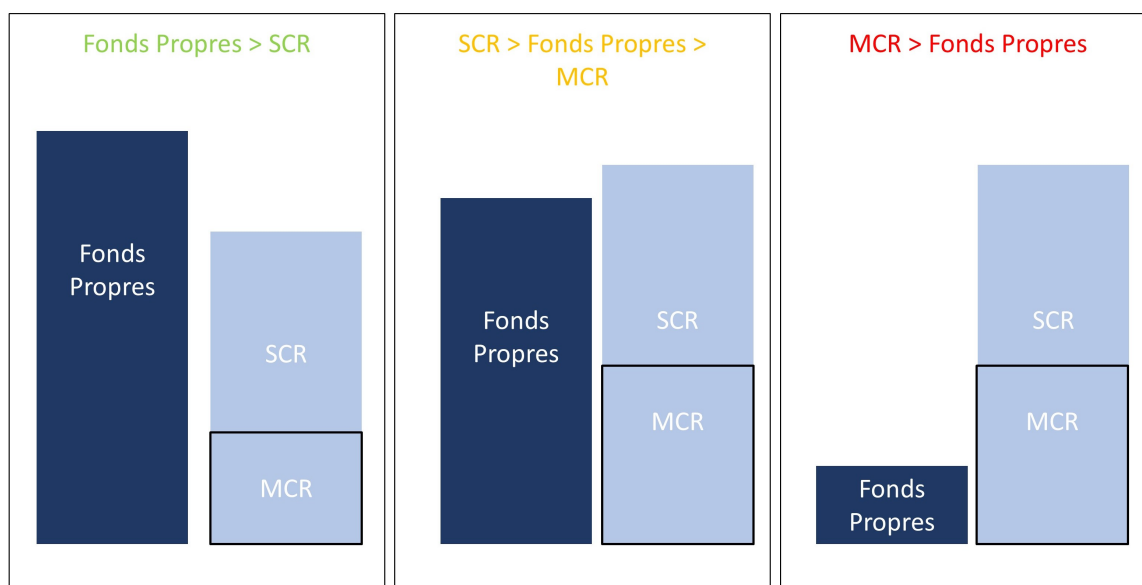 Fonds Propres > SCR
Fonds
Propres
SCR
MCR
SCR > Fonds Propres >
MCR
Fonds
Propres
SCR
MCR
MCR > Fonds Propres
Fonds
Propres
SCR
MCR